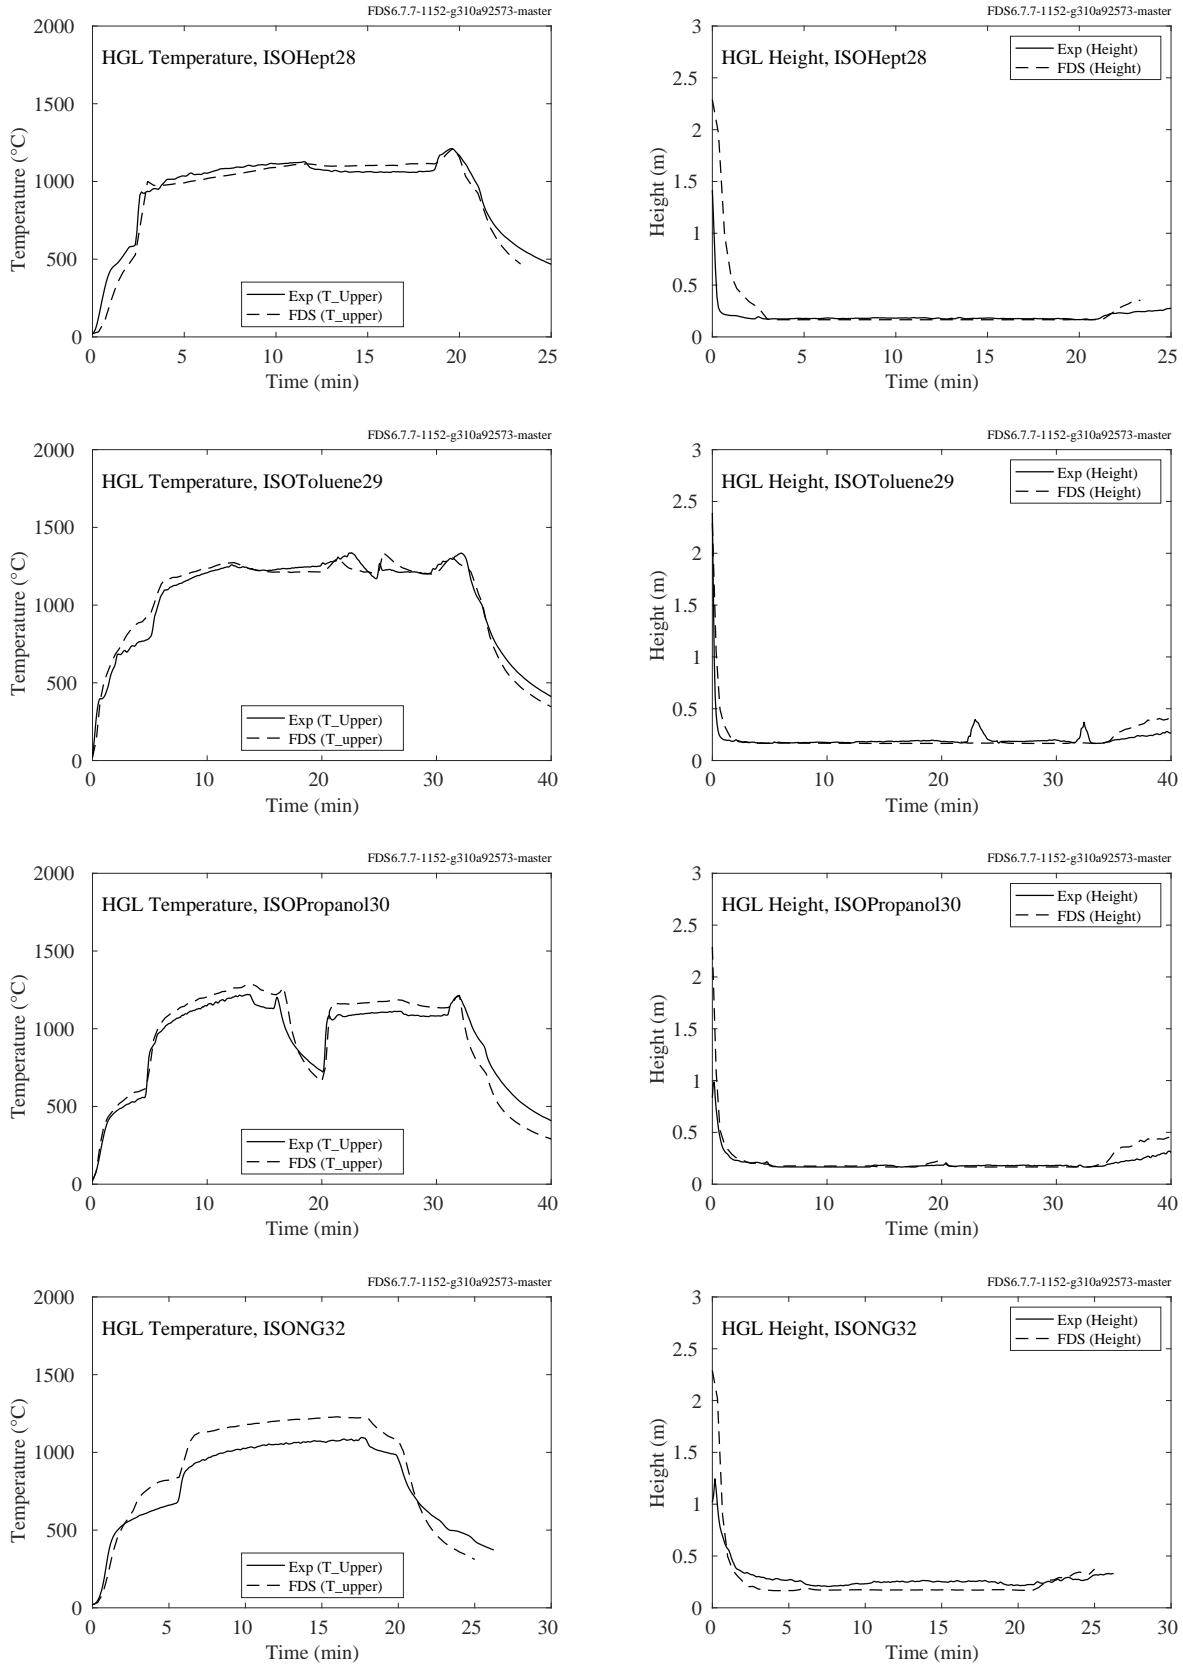 FDS6.7.7-1152-g310a92573-master
2000
1500
1000
500
0
Temperature (°C)
HGL Temperature, ISOHept28
Exp (T_Upper)
FDS (T_upper)
0 5 10 15 20 25
Time (min)
FDS6.7.7-1152-g310a92573-master
3
2.5
2
1.5
1
0.5
0
Height (m)
HGL Height, ISOHept28
Exp (Height)
FDS (Height)
0 5 10 15 20 25
Time (min)
FDS6.7.7-1152-g310a92573-master
2000
1500
1000
500
0
Temperature (°C)
HGL Temperature, ISOToluene29
Exp (T_Upper)
FDS (T_upper)
0 10 20 30 40
Time (min)
FDS6.7.7-1152-g310a92573-master
3
2.5
2
1.5
1
0.5
0
Height (m)
HGL Height, ISOToluene29
Exp (Height)
FDS (Height)
0 10 20 30 40
Time (min)
FDS6.7.7-1152-g310a92573-master
2000
1500
1000
500
0
Temperature (°C)
HGL Temperature, ISOPropanol30
Exp (T_Upper)
FDS (T_upper)
0 10 20 30 40
Time (min)
FDS6.7.7-1152-g310a92573-master
3
2.5
2
1.5
1
0.5
0
Height (m)
HGL Height, ISOPropanol30
Exp (Height)
FDS (Height)
0 10 20 30 40
Time (min)
FDS6.7.7-1152-g310a92573-master
2000
1500
1000
500
0
Temperature (°C)
HGL Temperature, ISONG32
Exp (T_Upper)
FDS (T_upper)
0 5 10 15 20 25 30
Time (min)
FDS6.7.7-1152-g310a92573-master
3
2.5
2
1.5
1
0.5
0
Height (m)
HGL Height, ISONG32
Exp (Height)
FDS (Height)
0 5 10 15 20 25 30
Time (min)